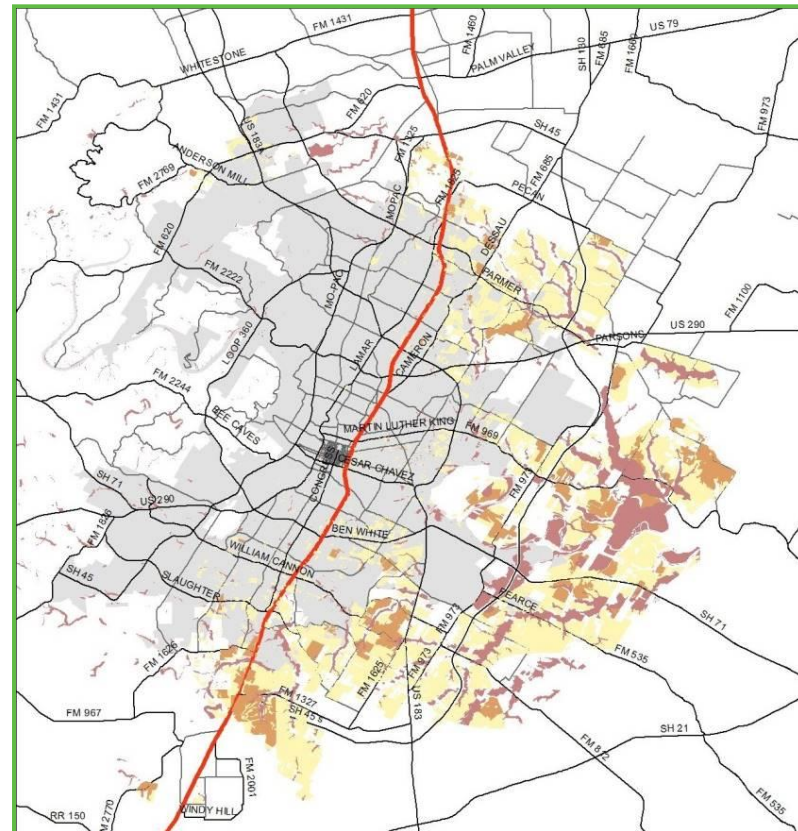 FM 1431
FM 1460
US 79
SH 130
FM 685
FM 1660
WHITESTONE
PALM VALLEY
FM 973
FM 1431
US 183A
FM 620
FM 1325
SH 45
ANDERSON MILL
FM 2769
FM 685
FM 1825
PECAN
MOPAC
DESSAU
FM 620
FM 2222
PARMER
MO-PAC
FM 1100
PARSONS
US 290
LOOP 360
LAMAR
CAMERON
FM 2244
BEE CAVES
MARTIN LUTHER KING
FM 969
CESAR CHAVEZ
CONGRESS
SH 71
FM 973
US 290
FM 1826
BEN WHITE
WILLIAM CANNON
SH 45
SLAUGHTER
PEARCE
FM 973
SH 71
FM 535
FM 1626
FM 1625
FM 973
FM 1327
SH 45 s
US 183
FM 967
SH 21
FM 812
FM 2001
FM 535
WINDY HILL
RR 150
FM 2770